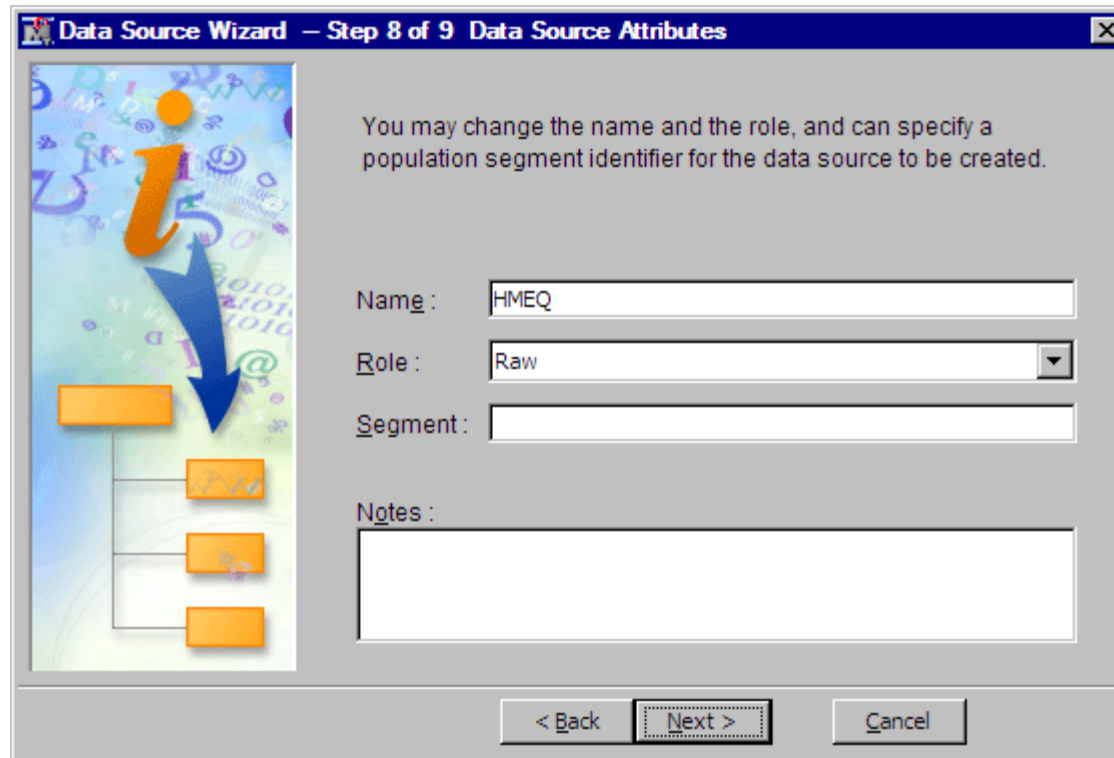 Data Source Wizard – Step 8 of 9 Data Source Attributes
You may change the name and the role, and can specify a
population segment identifier for the data source to be created.
Name : HMEQ
Role : Raw
Segment :
Notes :
< Back Next > Cancel